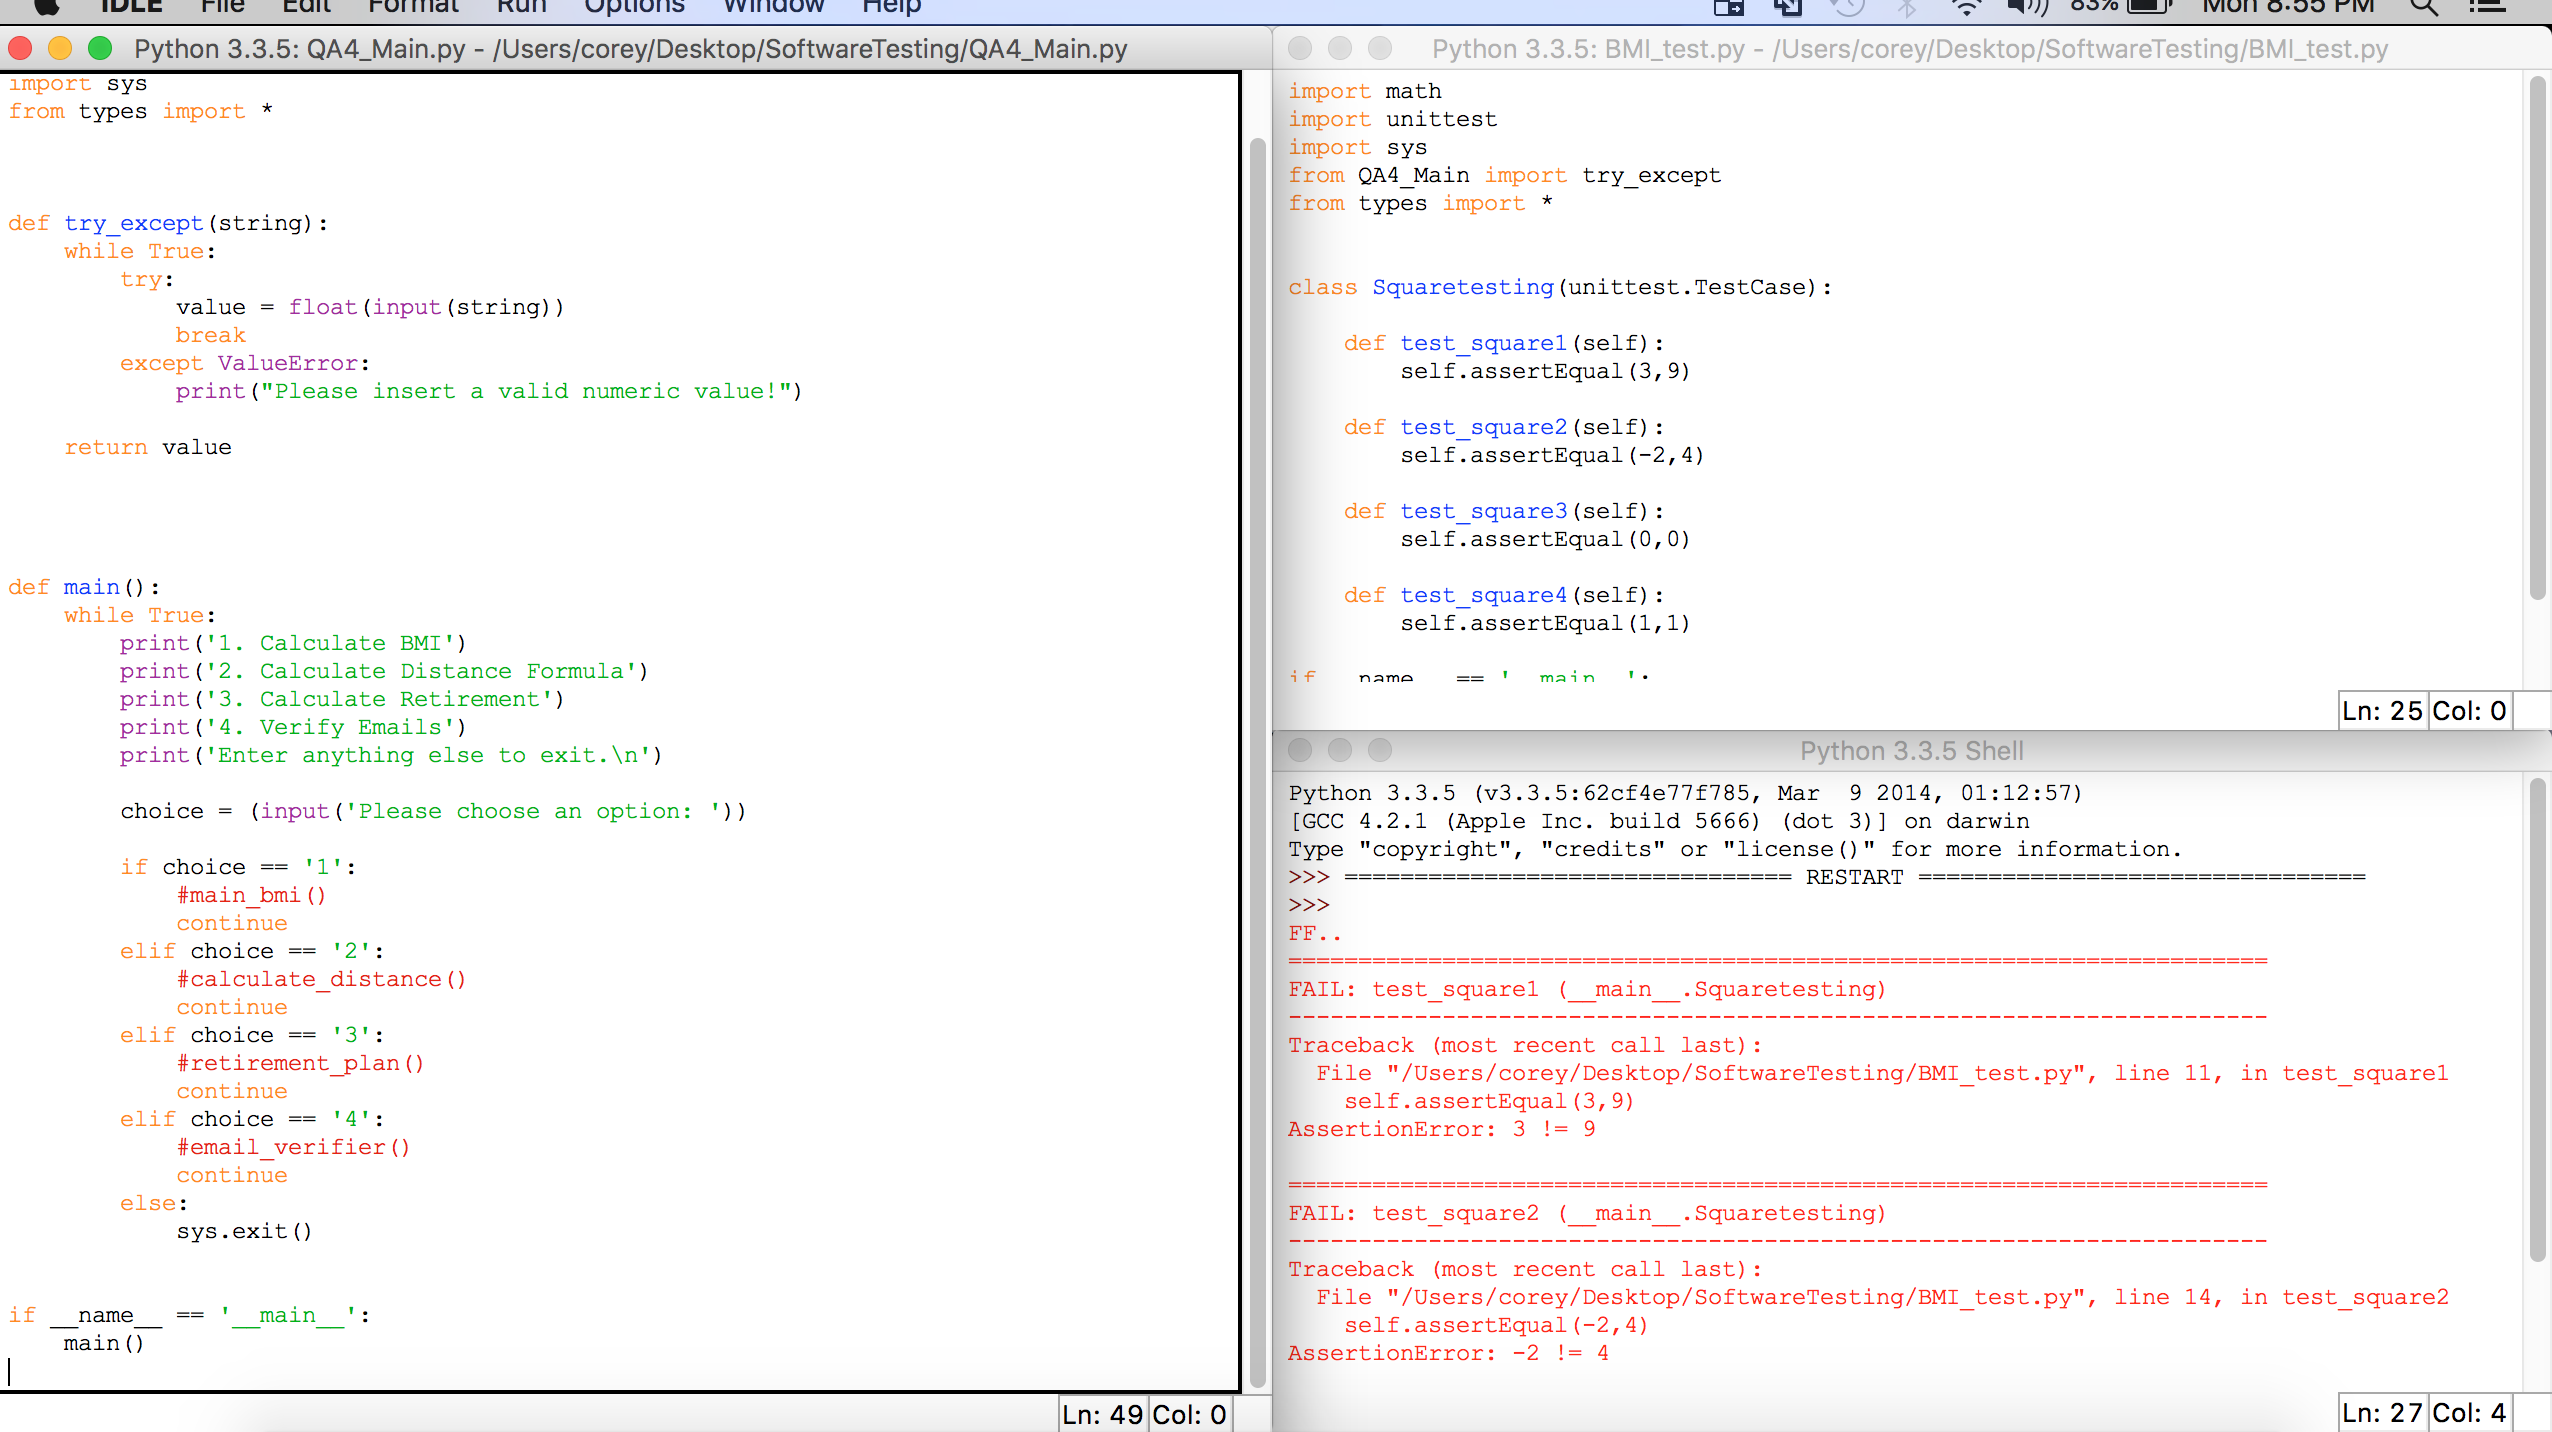 IDLE File Edit Format Run Options Window Help 83% Mon 8:55 PM
Python 3.3.5: QA4_Main.py - /Users/corey/Desktop/SoftwareTesting/QA4_Main.py
import sys
from types import *
def try_except(string):
    while True:
        try:
            value = float(input(string))
            break
        except ValueError:
            print("Please insert a valid numeric value!")
    return value
def main():
    while True:
        print('1. Calculate BMI')
        print('2. Calculate Distance Formula')
        print('3. Calculate Retirement')
        print('4. Verify Emails')
        print('Enter anything else to exit.\n')
        choice = (input('Please choose an option: '))
        if choice == '1':
            #main_bmi()
            continue
        elif choice == '2':
            #calculate_distance()
            continue
        elif choice == '3':
            #retirement_plan()
            continue
        elif choice == '4':
            #email_verifier()
            continue
        else:
            sys.exit()
if __name__ == '__main__':
    main()
Ln: 49 Col: 0
Python 3.3.5: BMI_test.py - /Users/corey/Desktop/SoftwareTesting/BMI_test.py
import math
import unittest
import sys
from QA4_Main import try_except
from types import *
class Squaretesting(unittest.TestCase):
    def test_square1(self):
        self.assertEqual(3,9)
    def test_square2(self):
        self.assertEqual(-2,4)
    def test_square3(self):
        self.assertEqual(0,0)
    def test_square4(self):
        self.assertEqual(1,1)
if __name__ == '__main__':
Ln: 25 Col: 0
Python 3.3.5 Shell
Python 3.3.5 (v3.3.5:62cf4e77f785, Mar  9 2014, 01:12:57)
[GCC 4.2.1 (Apple Inc. build 5666) (dot 3)] on darwin
Type "copyright", "credits" or "license()" for more information.
>>> ================================ RESTART ================================
>>>
FF..
======================================================================
FAIL: test_square1 (__main__.Squaretesting)
----------------------------------------------------------------------
Traceback (most recent call last):
  File "/Users/corey/Desktop/SoftwareTesting/BMI_test.py", line 11, in test_square1
    self.assertEqual(3,9)
AssertionError: 3 != 9
======================================================================
FAIL: test_square2 (__main__.Squaretesting)
----------------------------------------------------------------------
Traceback (most recent call last):
  File "/Users/corey/Desktop/SoftwareTesting/BMI_test.py", line 14, in test_square2
    self.assertEqual(-2,4)
AssertionError: -2 != 4
Ln: 27 Col: 4